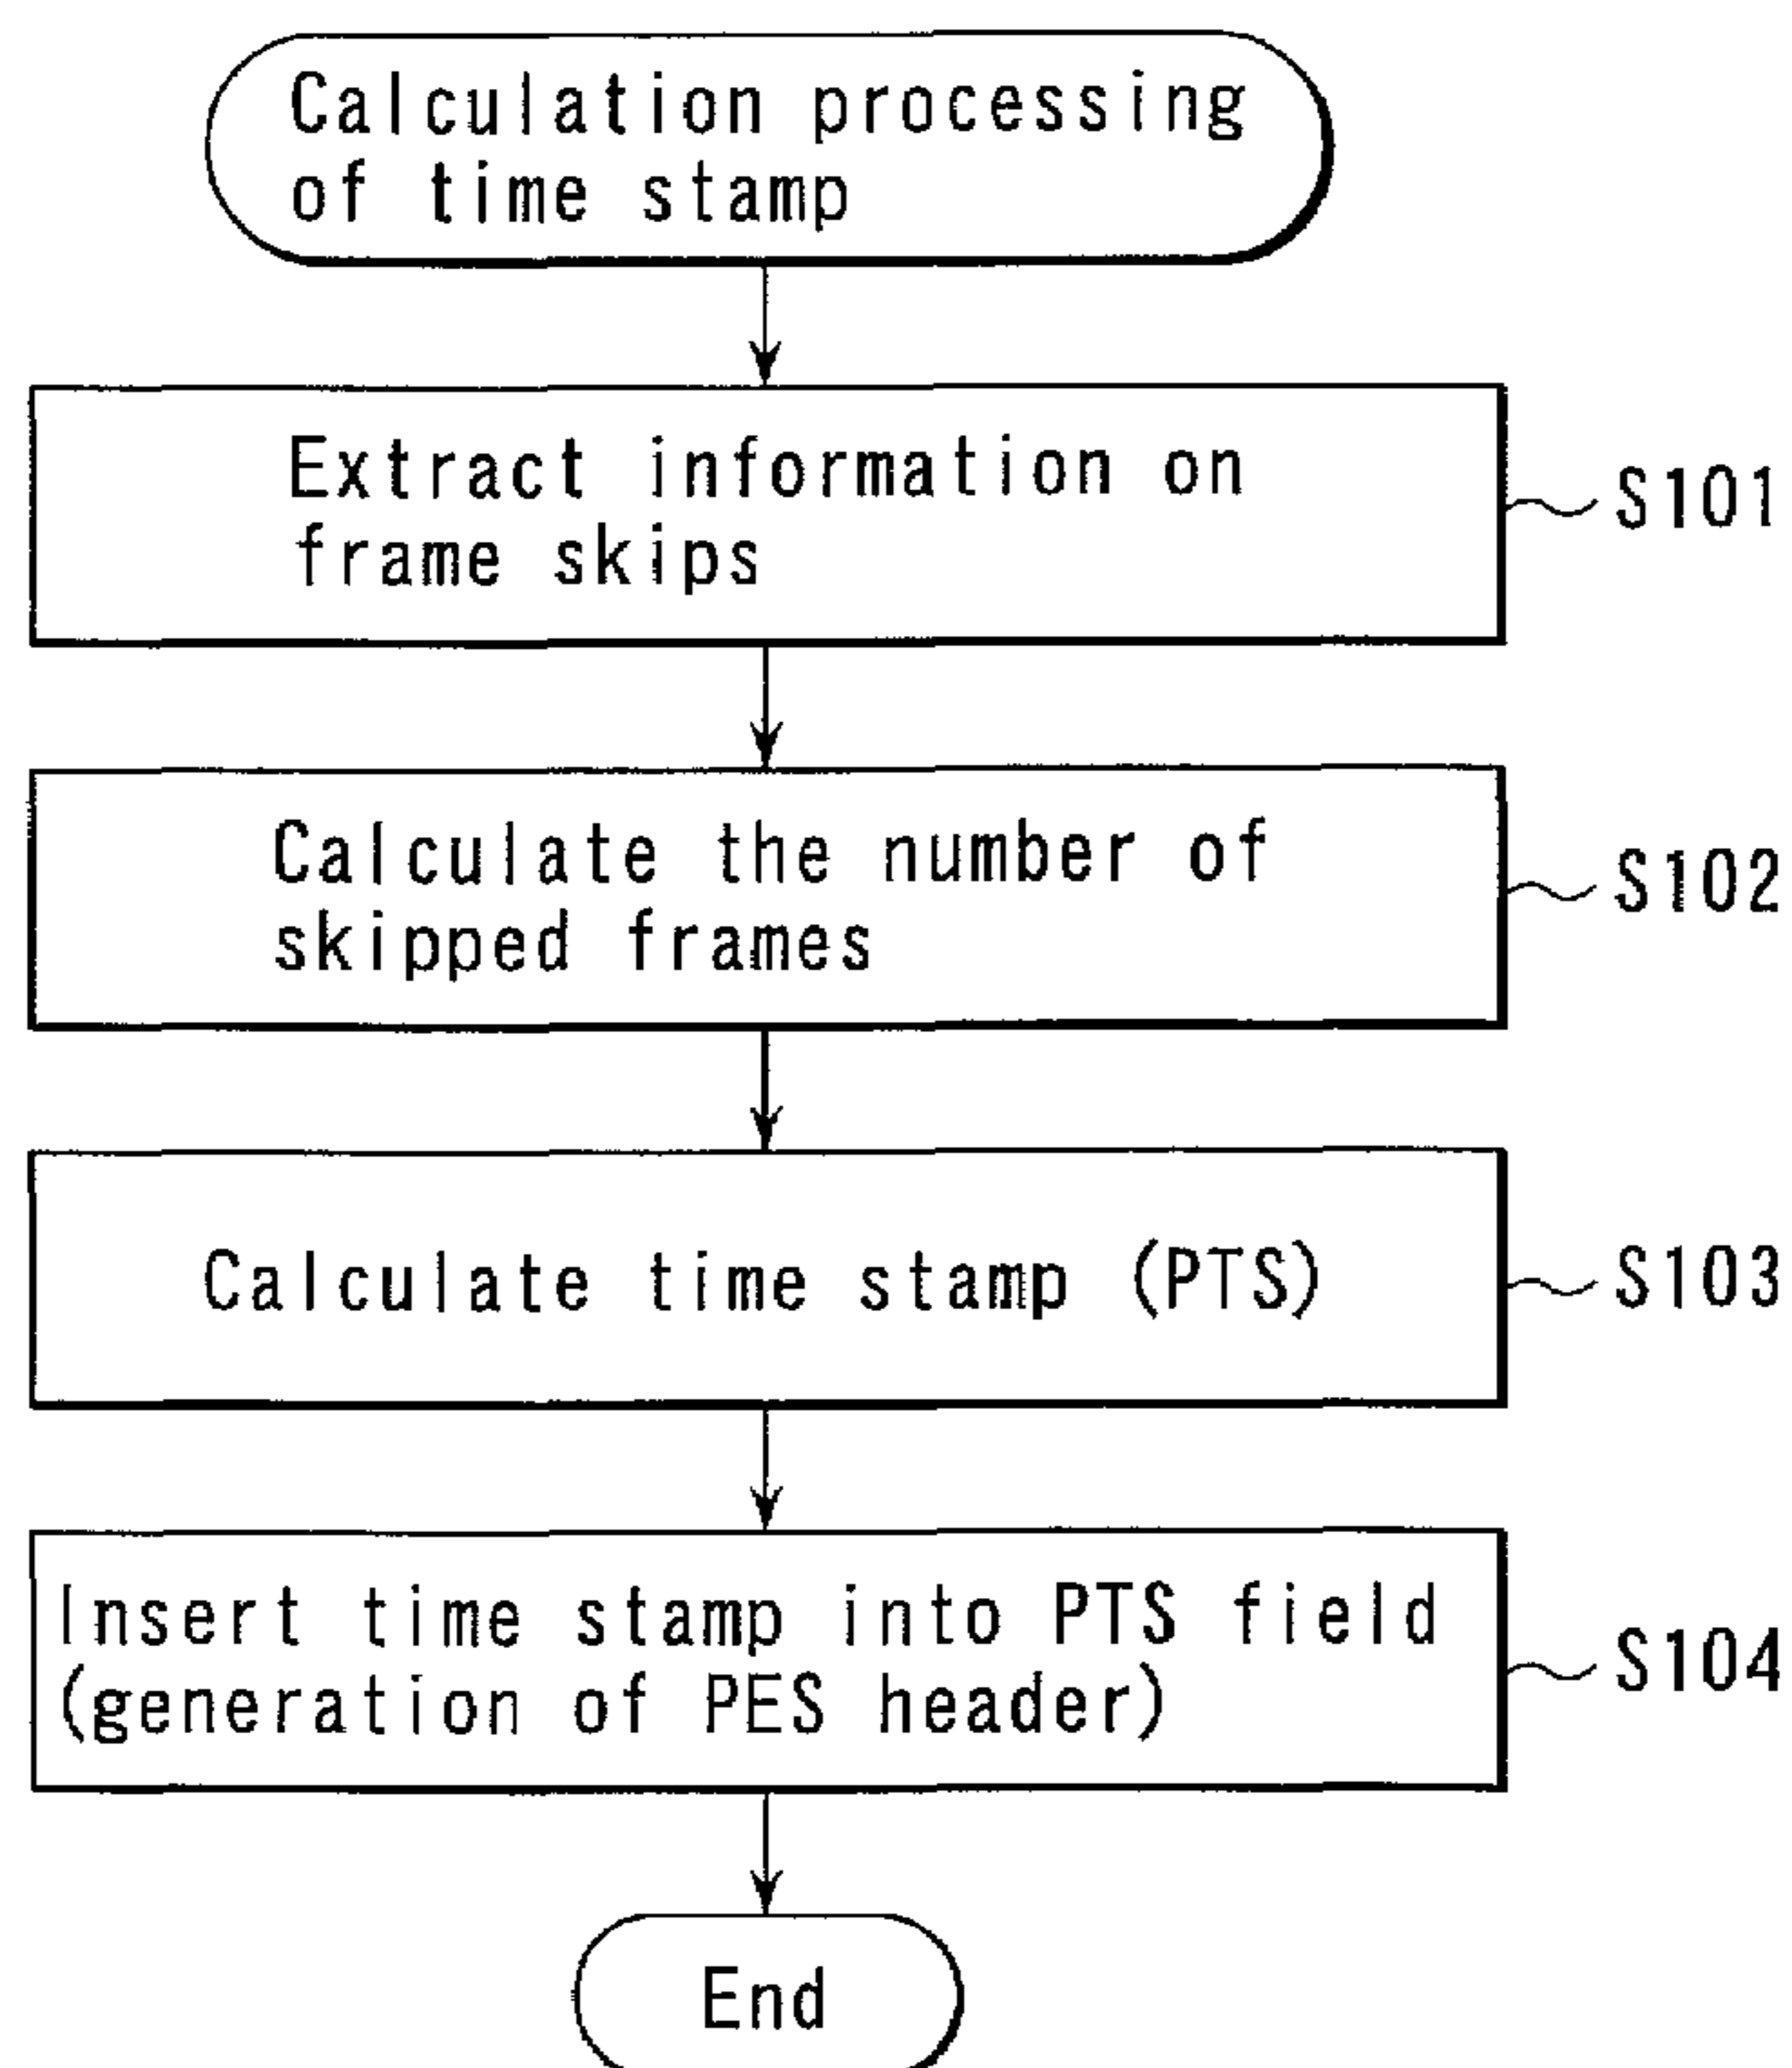 Calculation processing
of time stamp
Extract information on
frame skips
S101
Calculate the number of
skipped frames
S102
Calculate time stamp (PTS)
S103
Insert time stamp into PTS field
(generation of PES header)
S104
End